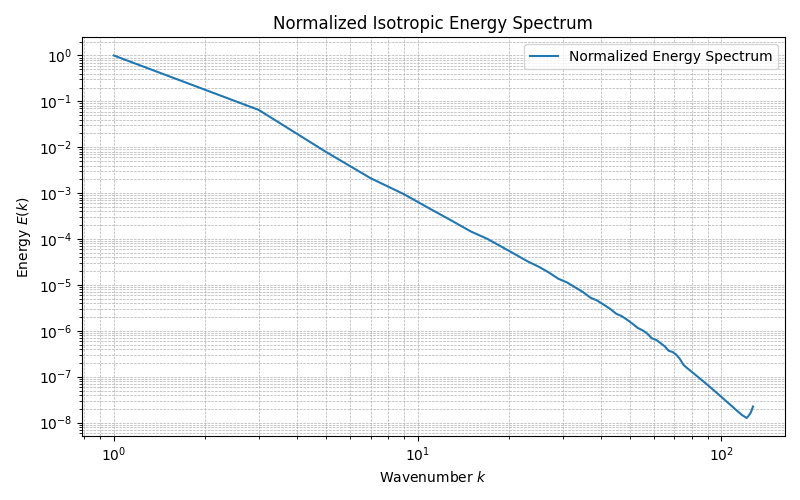 Normalized Isotropic Energy Spectrum
Normalized Energy Spectrum
Energy E(k)
10⁰
10⁻¹
10⁻²
10⁻³
10⁻⁴
10⁻⁵
10⁻⁶
10⁻⁷
10⁻⁸
10⁰ 10¹ 10²
Wavenumber k